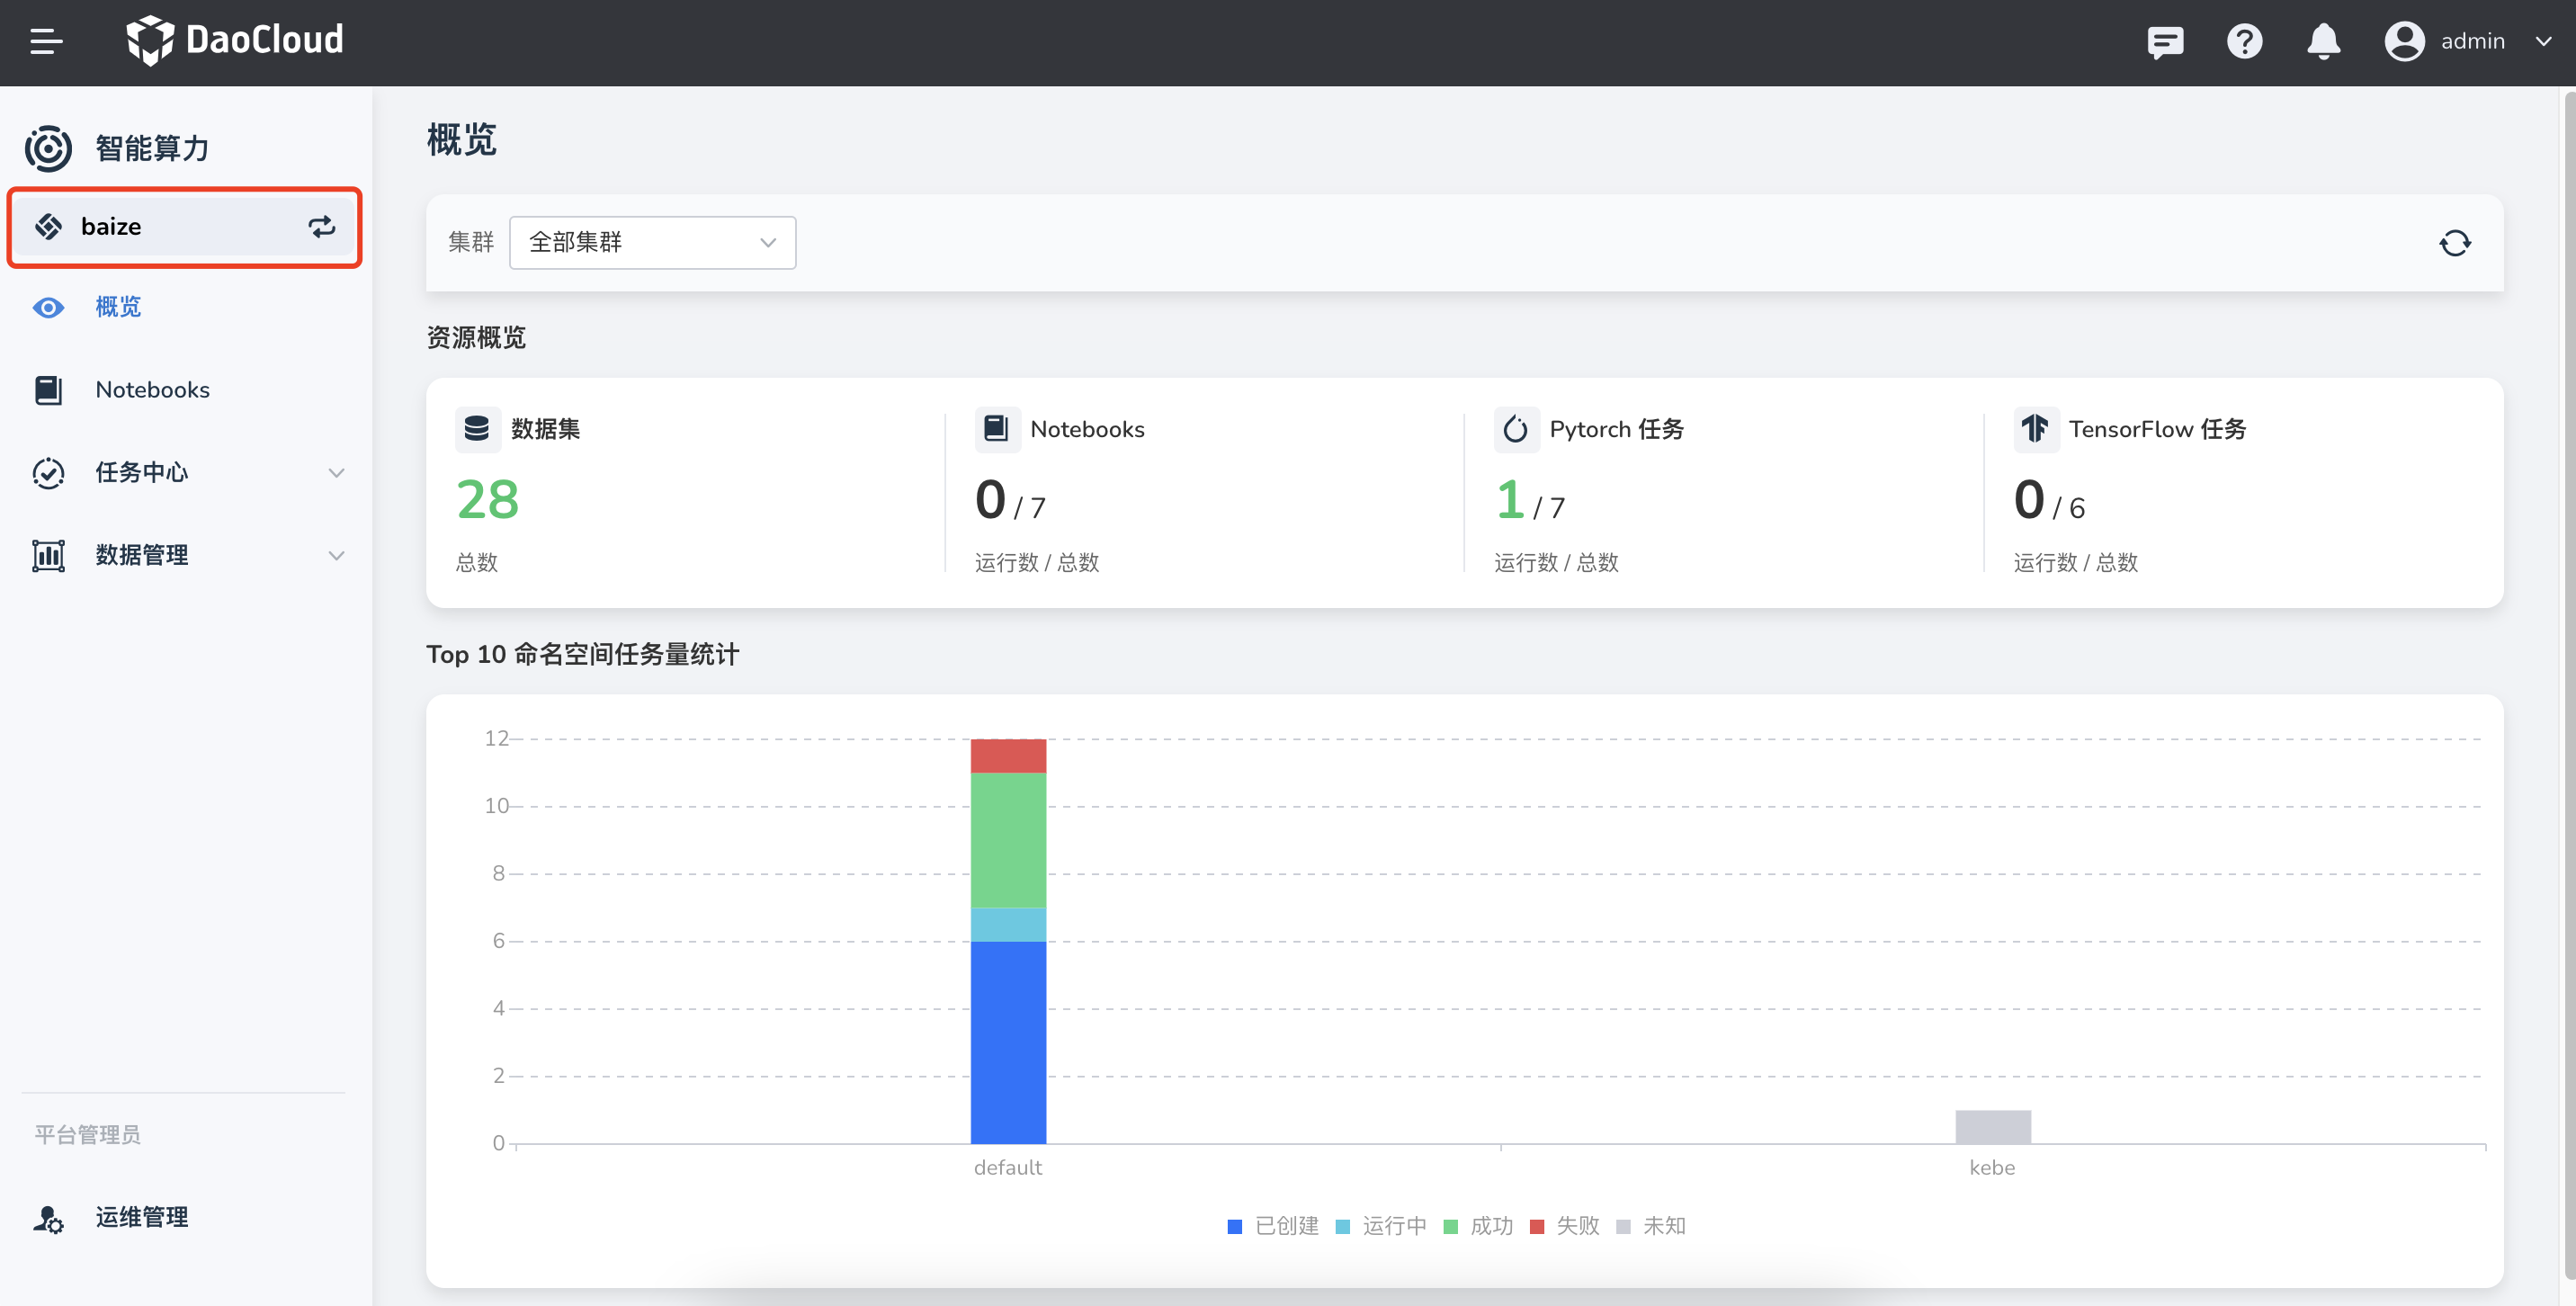 DaoCloud
admin
智能算力
baize
概览
Notebooks
任务中心
数据管理
平台管理员
运维管理
概览
集群 全部集群
资源概览
数据集
28
总数
Notebooks
0 / 7
运行数 / 总数
Pytorch 任务
1 / 7
运行数 / 总数
TensorFlow 任务
0 / 6
运行数 / 总数
Top 10 命名空间任务量统计
12
10
8
6
4
2
0
default kebe
已创建 运行中 成功 失败 未知